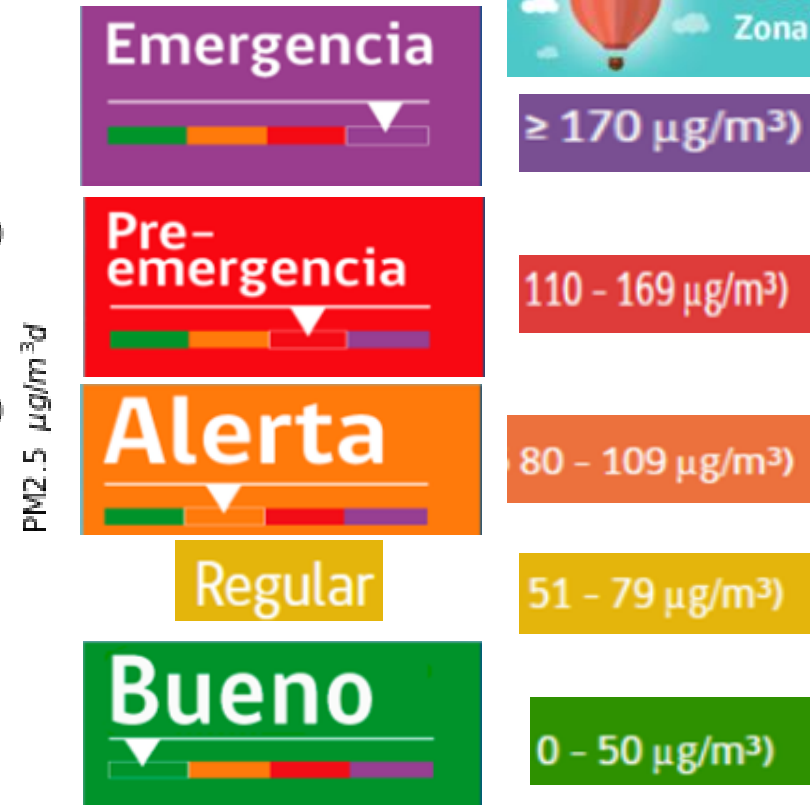 Zona
Emergencia
≥ 170 µg/m³)
Pre-
emergencia
110 – 169 µg/m³)
PM2.5 µg/m³d
Alerta
80 – 109 µg/m³)
Regular
51 – 79 µg/m³)
Bueno
0 – 50 µg/m³)